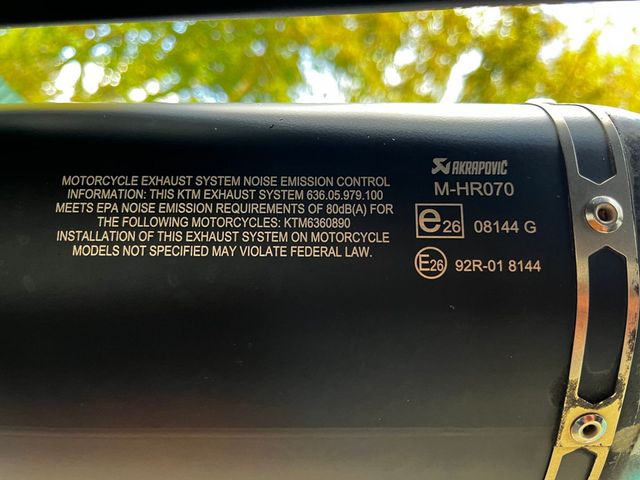 MOTORCYCLE EXHAUST SYSTEM NOISE EMISSION CONTROL
INFORMATION: THIS KTM EXHAUST SYSTEM 636.05.979.100
MEETS EPA NOISE EMISSION REQUIREMENTS OF 80dB(A) FOR
THE FOLLOWING MOTORCYCLES: KTM6360890
INSTALLATION OF THIS EXHAUST SYSTEM ON MOTORCYCLE
MODELS NOT SPECIFIED MAY VIOLATE FEDERAL LAW.
AKRAPOVIČ
M-HR070
e26 08144 G
E26 92R-01 8144